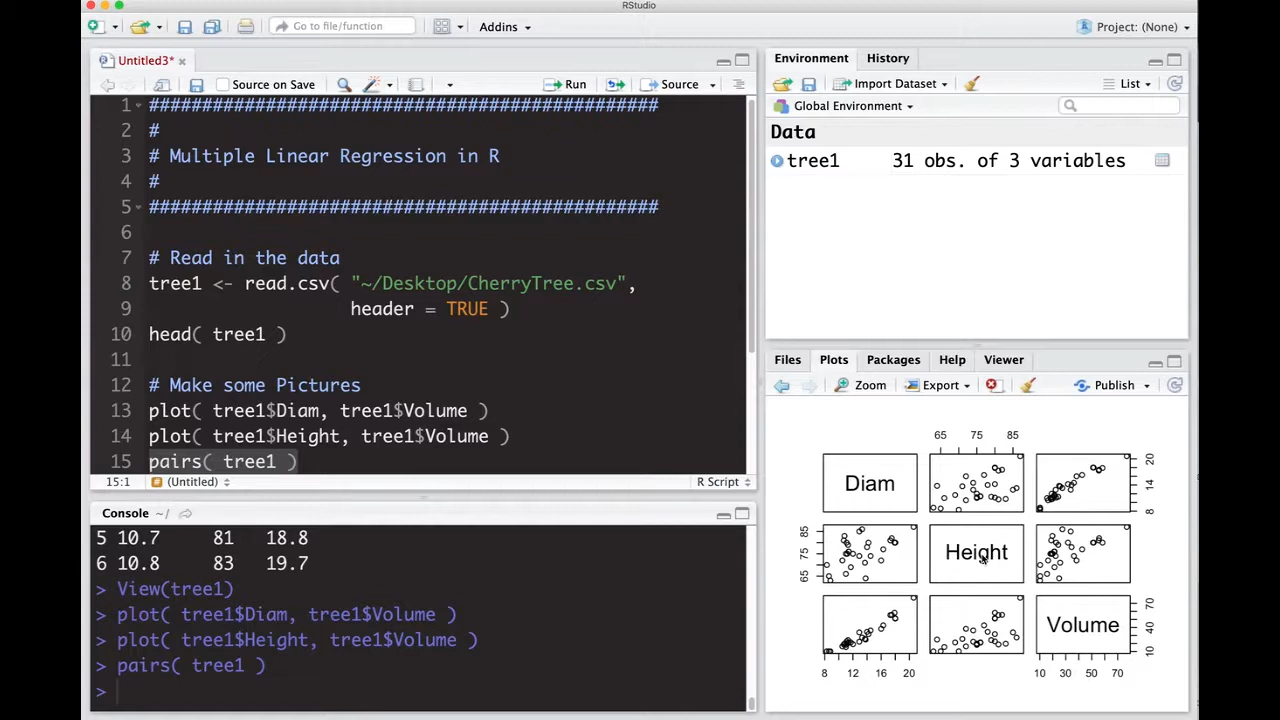 RStudio
Go to file/function
Addins
Project: (None)
Untitled3*
Source on Save
Run
Source
1 #################################################
2 #
3 # Multiple Linear Regression in R
4 #
5 #################################################
6
7 # Read in the data
8 tree1 <- read.csv( "~/Desktop/CherryTree.csv",
9 header = TRUE )
10 head( tree1 )
11
12 # Make some Pictures
13 plot( tree1$Diam, tree1$Volume )
14 plot( tree1$Height, tree1$Volume )
15 pairs( tree1 )
15:1 (Untitled) R Script
Console ~/
5 10.7 81 18.8
6 10.8 83 19.7
> View(tree1)
> plot( tree1$Diam, tree1$Volume )
> plot( tree1$Height, tree1$Volume )
> pairs( tree1 )
>
Environment History
Import Dataset List
Global Environment
Data
tree1 31 obs. of 3 variables
Files Plots Packages Help Viewer
Zoom Export Publish
65 75 85
Diam
8 14 20
65 75 85
Height
Volume
10 40 70
8 12 16 20
10 30 50 70